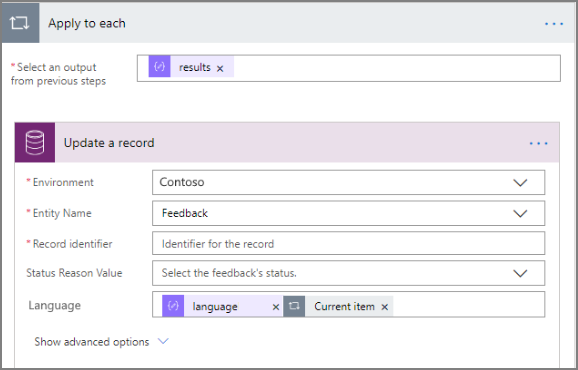 Apply to each
*Select an output
from previous steps
results
Update a record
*Environment
Contoso
*Entity Name
Feedback
*Record identifier
Identifier for the record
Status Reason Value
Select the feedback's status.
Language
language
Current item
Show advanced options